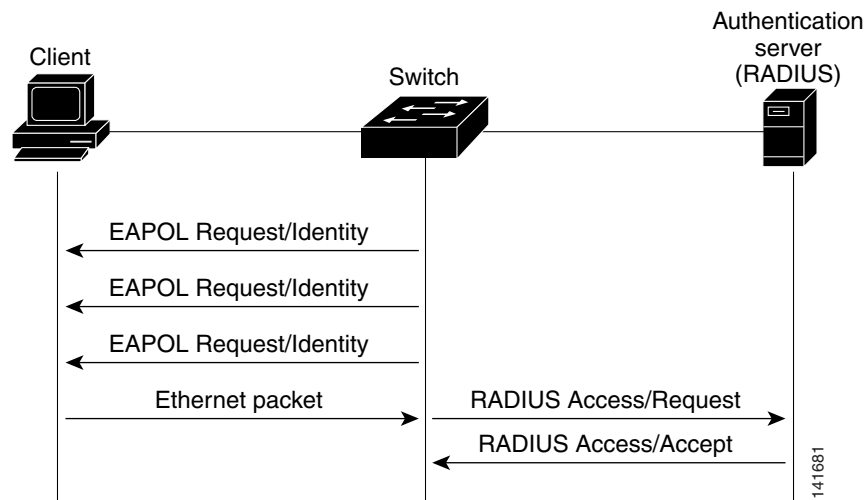 Client
Switch
Authentication
server
(RADIUS)
EAPOL Request/Identity
EAPOL Request/Identity
EAPOL Request/Identity
Ethernet packet
RADIUS Access/Request
RADIUS Access/Accept
141681